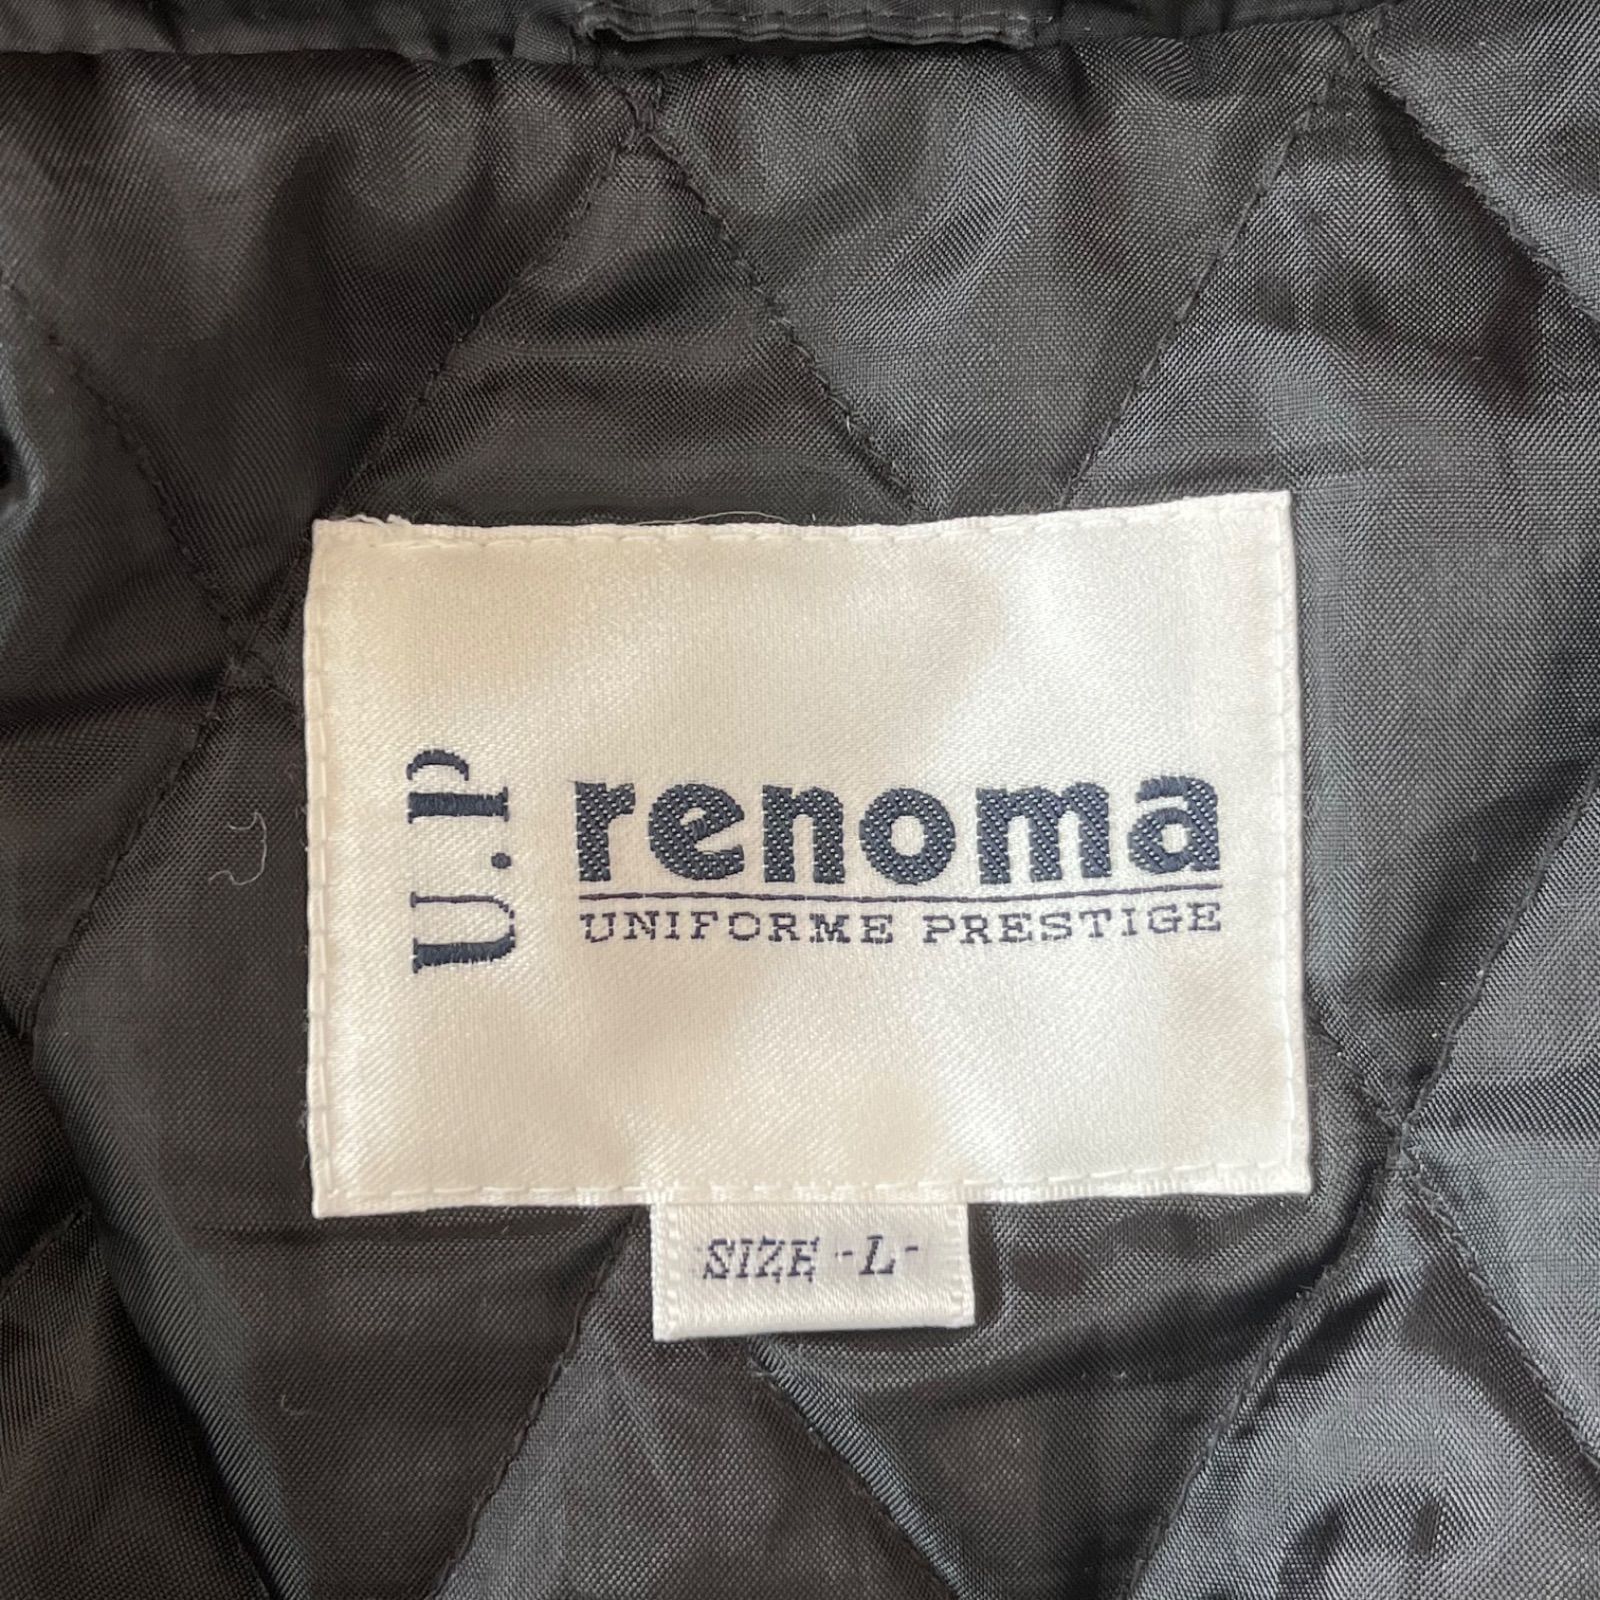 U.P
renoma
UNIFORME PRESTIGE
SIZE -L-